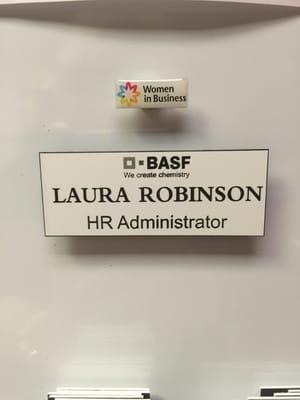 Women
in Business
BASF
We create chemistry
LAURA ROBINSON
HR Administrator